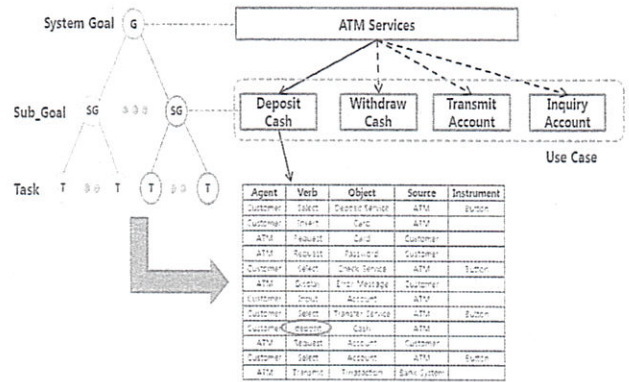 System Goal G ATM Services
Sub_Goal SG SG Deposit Cash Withdraw Cash Transmit Account Inquiry Account
Use Case
Task T T T T
Agent Verb Object Source Instrument
Customer Select Deposit Service ATM Button
Customer Insert Card ATM
ATM Request Card Customer
ATM Request Password Customer
Customer Select Check Service ATM Button
ATM Display Error Message Customer
Customer Input Account ATM
Customer Select Transfer Service ATM Button
Customer deposit Cash ATM
ATM Request Account Customer
Customer Select Account ATM Button
ATM Transmit Transaction Bank System